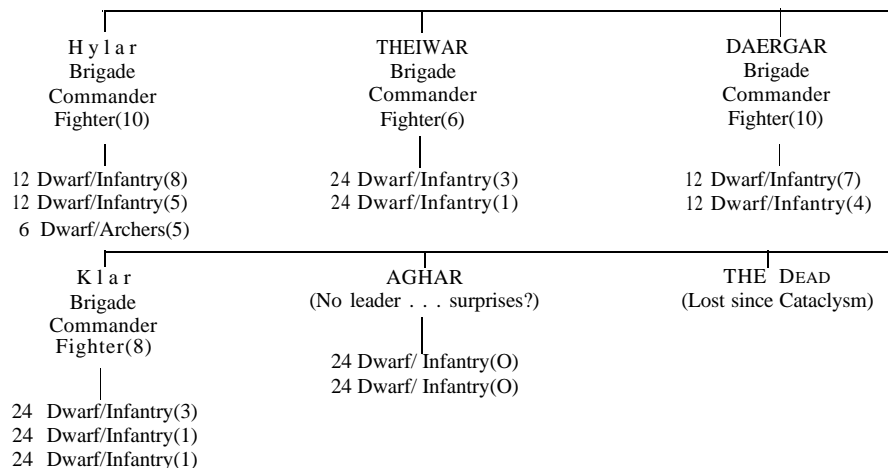 Hylar
Brigade
Commander
Fighter(10)
12 Dwarf/Infantry(8)
12 Dwarf/Infantry(5)
6 Dwarf/Archers(5)
THEIWAR
Brigade
Commander
Fighter(6)
24 Dwarf/Infantry(3)
24 Dwarf/Infantry(1)
DAERGAR
Brigade
Commander
Fighter(10)
12 Dwarf/Infantry(7)
12 Dwarf/Infantry(4)
Klar
Brigade
Commander
Fighter(8)
24 Dwarf/Infantry(3)
24 Dwarf/Infantry(1)
24 Dwarf/Infantry(1)
AGHAR
(No leader . . . surprises?)
24 Dwarf/ Infantry(O)
24 Dwarf/ Infantry(O)
THE DEAD
(Lost since Cataclysm)